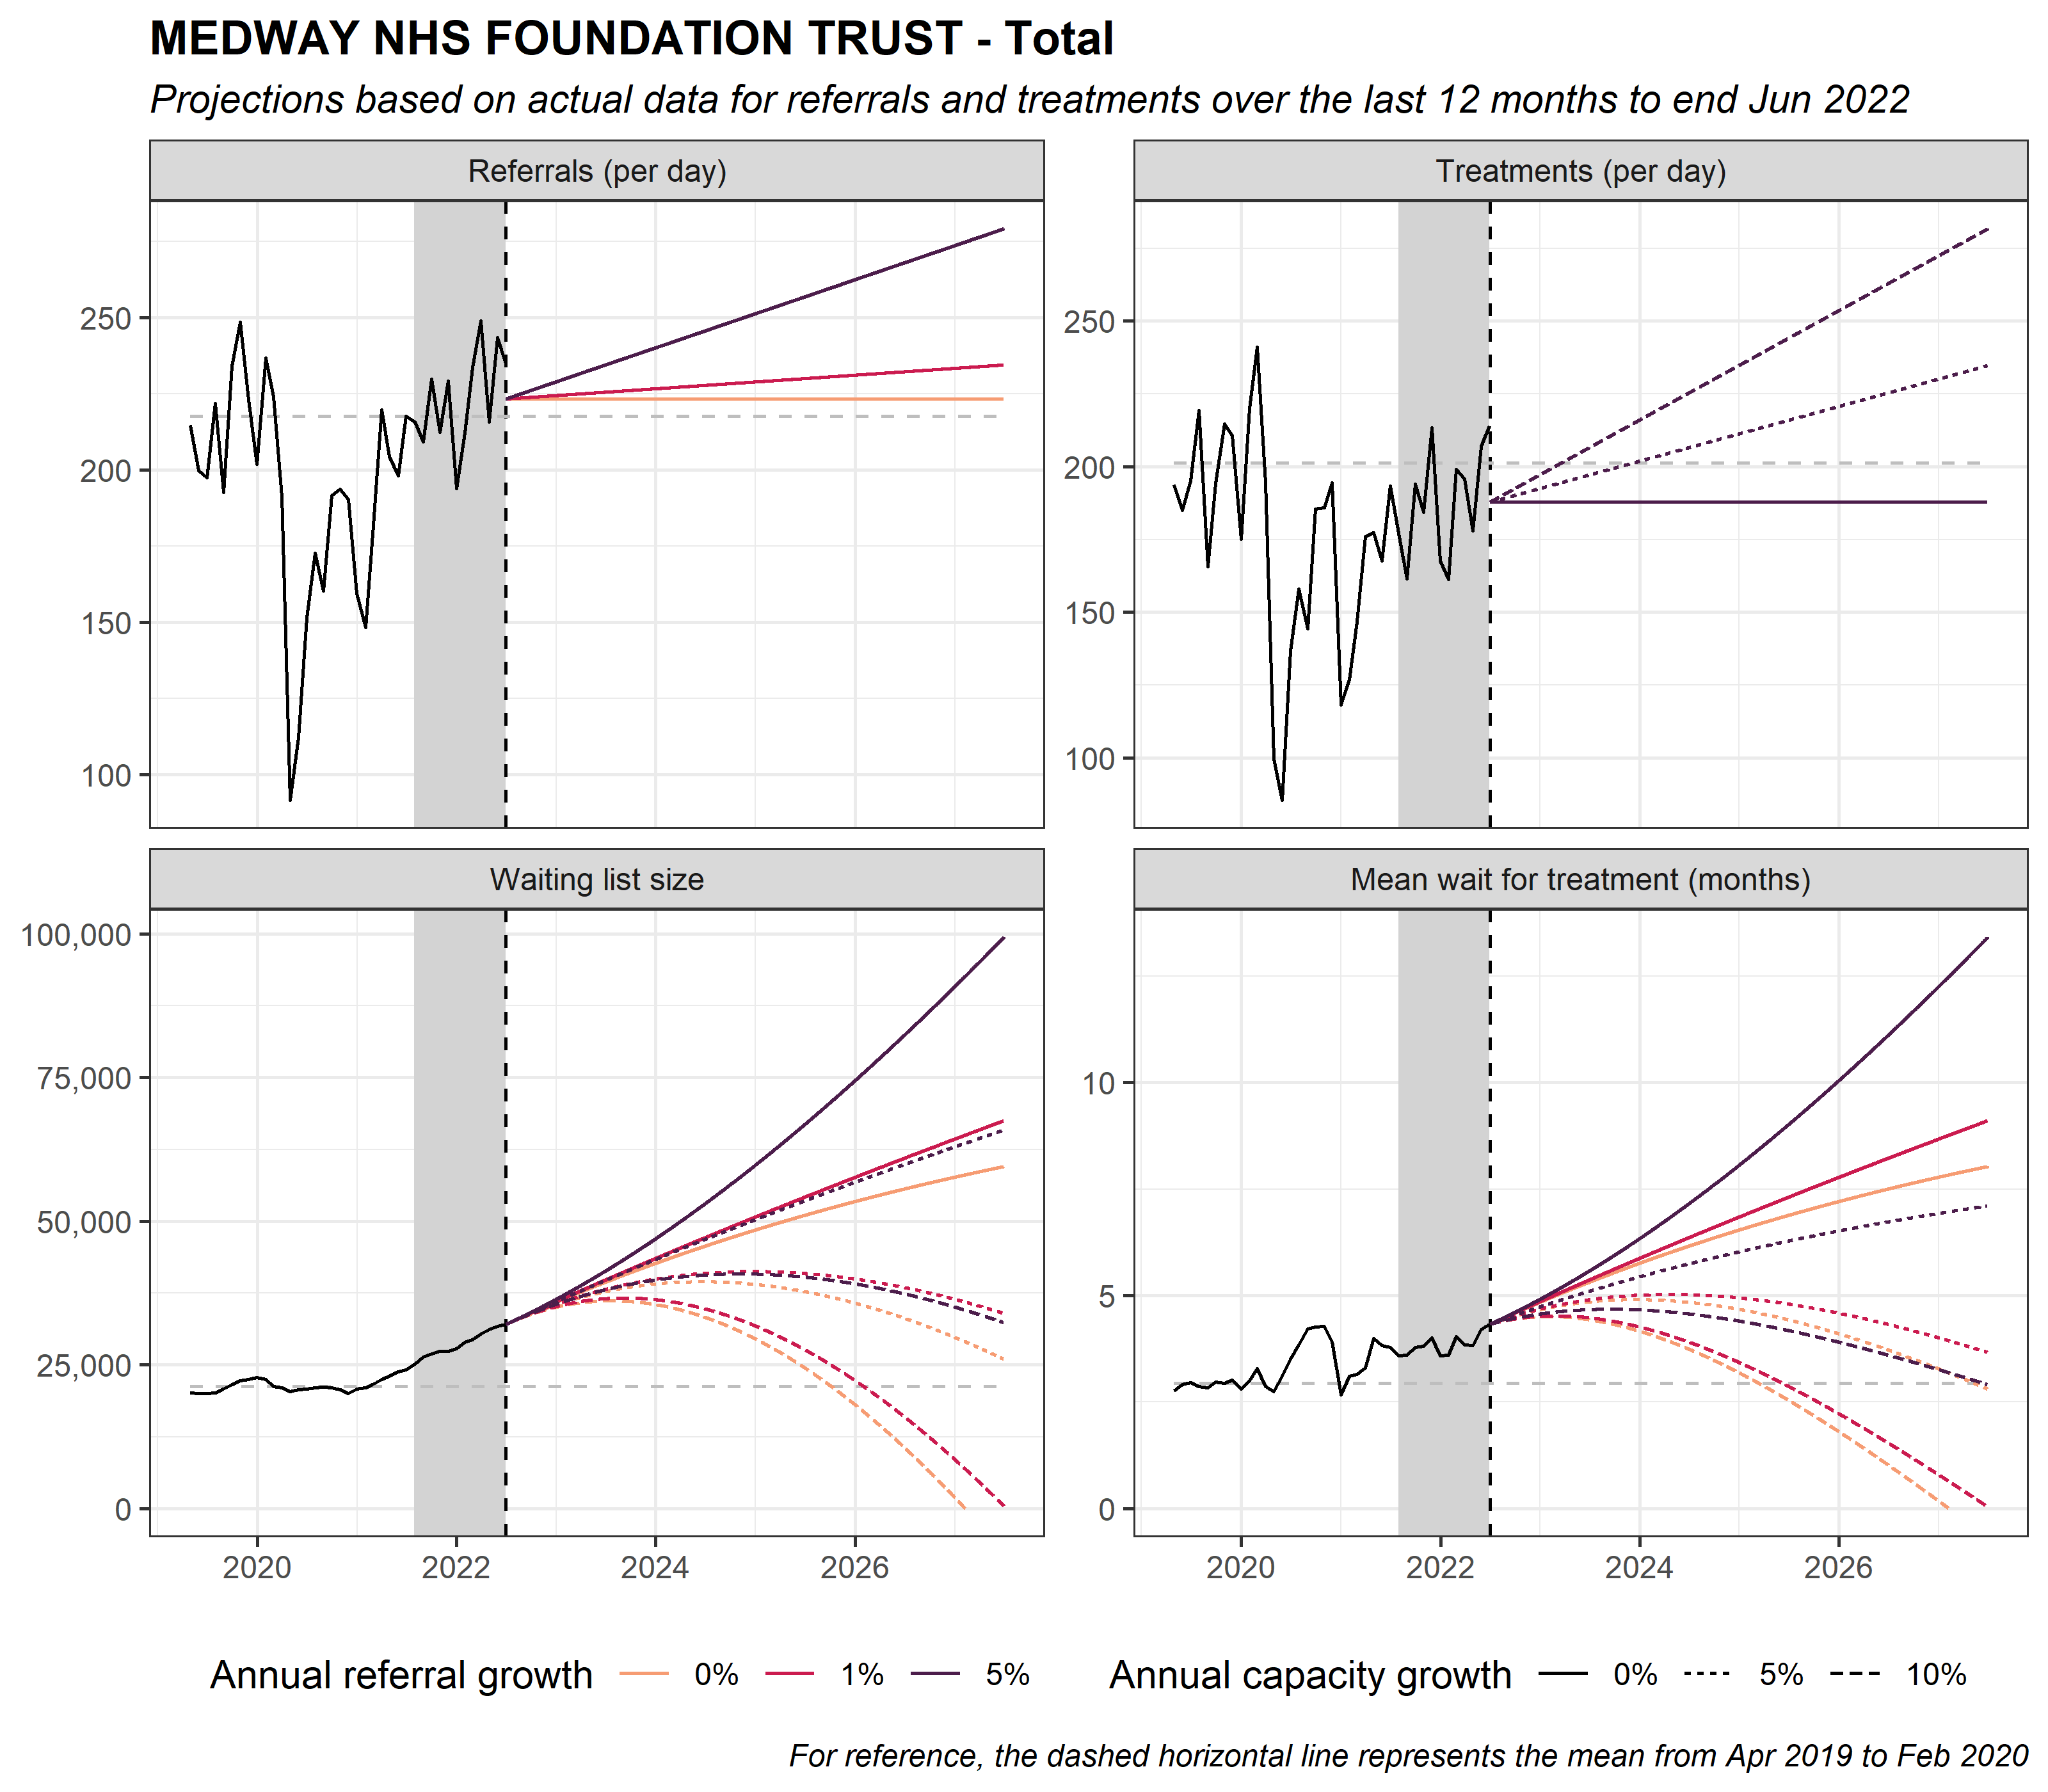 MEDWAY NHS FOUNDATION TRUST - Total
Projections based on actual data for referrals and treatments over the last 12 months to end Jun 2022
Referrals (per day)
250
200
150
100
Treatments (per day)
250
200
150
100
Waiting list size
100,000
75,000
50,000
25,000
0
2020 2022 2024 2026
Mean wait for treatment (months)
10
5
0
2020 2022 2024 2026
Annual referral growth 0% 1% 5%
Annual capacity growth 0% 5% 10%
For reference, the dashed horizontal line represents the mean from Apr 2019 to Feb 2020